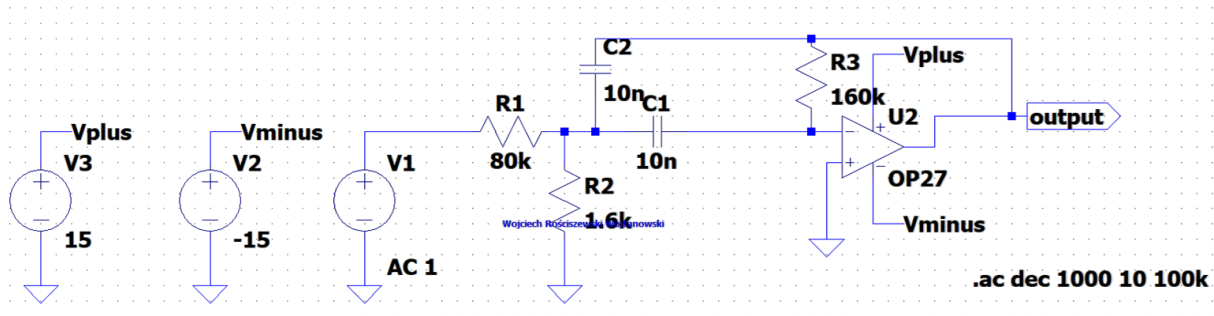 C2
10n
R3
160k
Vplus
U2
OP27
Vminus
output
C1
10n
R1
80k
R2
1.6k
Wojciech
Vplus
V3
15
Vminus
V2
-15
V1
AC 1
.ac dec 1000 10 100k